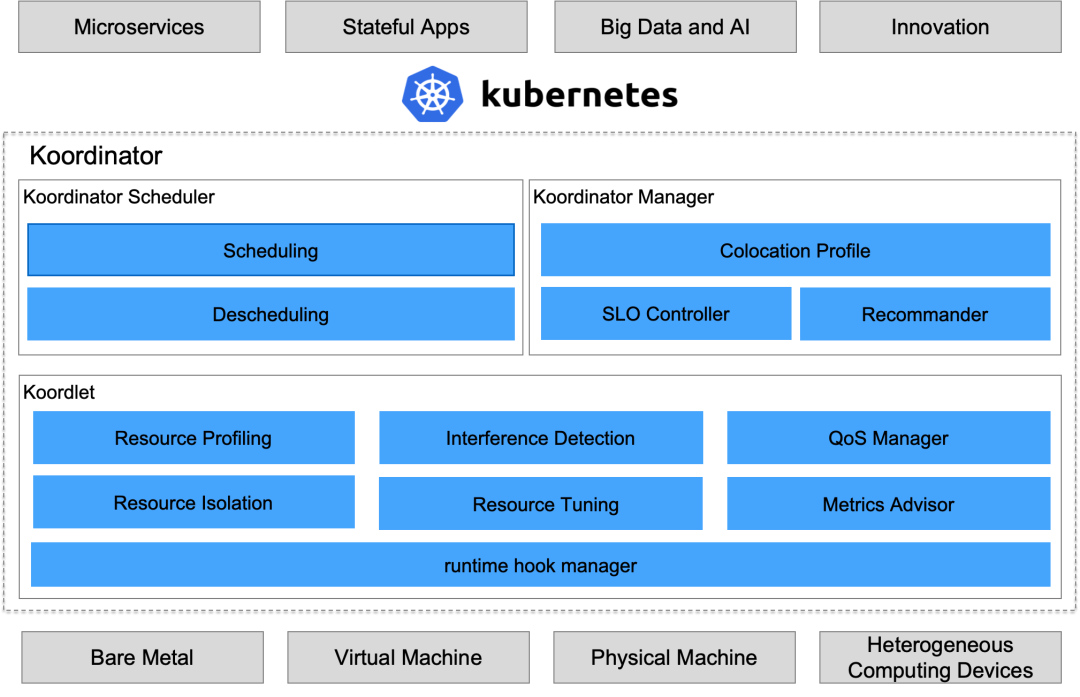 Microservices
Stateful Apps
Big Data and AI
Innovation
kubernetes
Koordinator
Koordinator Scheduler
Scheduling
Descheduling
Koordinator Manager
Colocation Profile
SLO Controller
Recommander
Koordlet
Resource Profiling
Interference Detection
QoS Manager
Resource Isolation
Resource Tuning
Metrics Advisor
runtime hook manager
Bare Metal
Virtual Machine
Physical Machine
Heterogeneous
Computing Devices